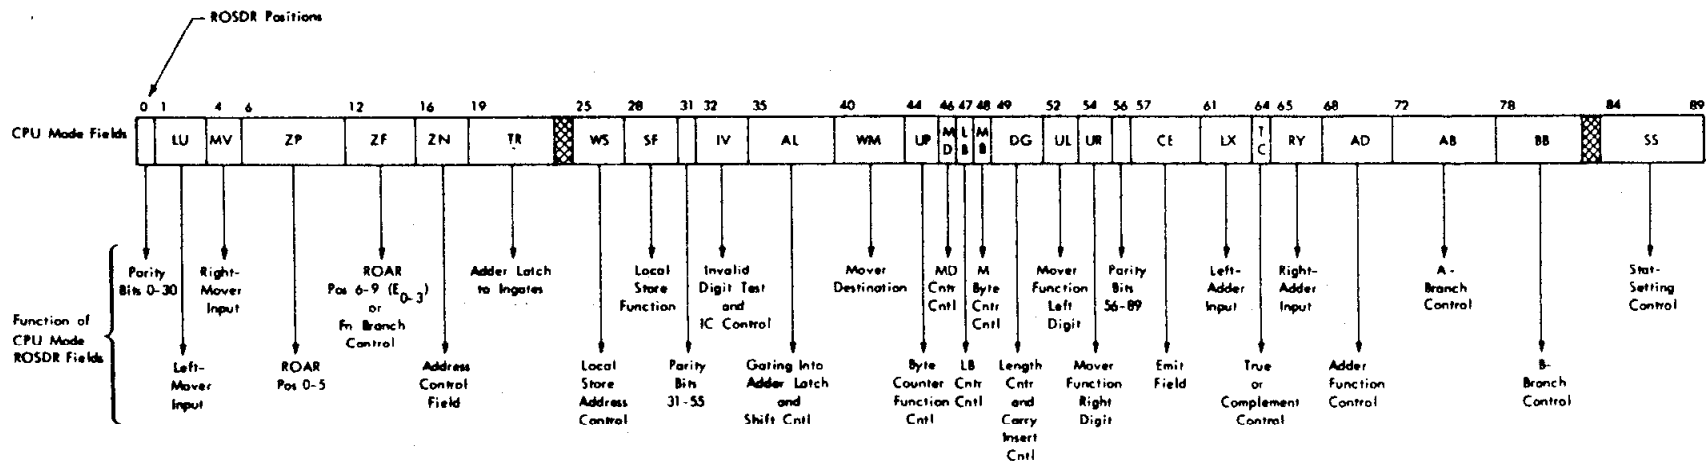 ROSDR Positions
0 1 4 6 12 16 19 25 28 31 32 35 40 44 46 47 48 49 52 54 56 57 61 64 65 68 72 78 84 89
CPU Mode Fields LU MV ZP ZF ZN TR WS SF IV AL WM UP MD LB MB DG UL UR CE LX TC RY AD AB BB SS
Function of
CPU Mode
ROSDR Fields
Parity
Bits 0-30
Left-
Mover
Input
Right-
Mover
Input
ROAR
Pos 0-5
ROAR
Pos 6-9 (E0-3)
or
Fn Branch
Control
Address
Control
Field
Adder Latch
to Ingates
Local
Store
Address
Control
Local
Store
Function
Parity
Bits
31-55
Invalid
Digit Test
and
IC Control
Gating Into
Adder Latch
and
Shift Cntl
Mover
Destination
Byte
Counter
Function
Cntl
MD
Cntr
Cntl
LB
Cntr
Cntl
M
Byte
Cntr
Cntl
Length
Cntr
and
Carry
Insert
Cntl
Mover
Function
Left
Digit
Mover
Function
Right
Digit
Parity
Bits
56-89
Emit
Field
Left-
Adder
Input
True
or
Complement
Control
Right-
Adder
Input
Adder
Function
Control
A-
Branch
Control
B-
Branch
Control
Stat-
Setting
Control